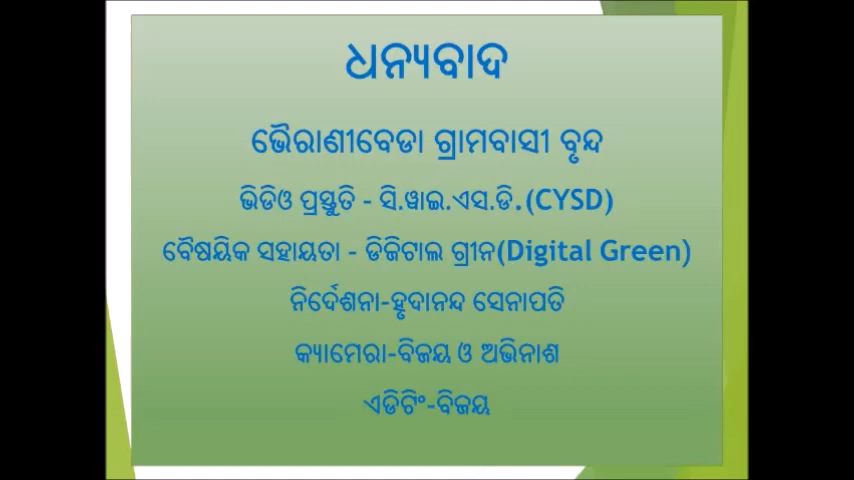 ଧନ୍ୟବାଦ
ଭୈରାଣୀବେଡା ଗ୍ରାମବାସୀ ବୃନ୍ଦ
ଭିଡିଓ ପ୍ରସ୍ତୁତି - ସି.ୱାଇ.ଏସ.ଡି.(CYSD)
ବୈଷୟିକ ସହାୟତା - ଡିଜିଟାଲ ଗ୍ରୀନ(Digital Green)
ନିର୍ଦେଶନା-ହୃଦାନନ୍ଦ ସେନାପତି
କ୍ୟାମେରା-ବିଜୟ ଓ ଅଭିନାଶ
ଏଡିଟିଂ-ବିଜୟ